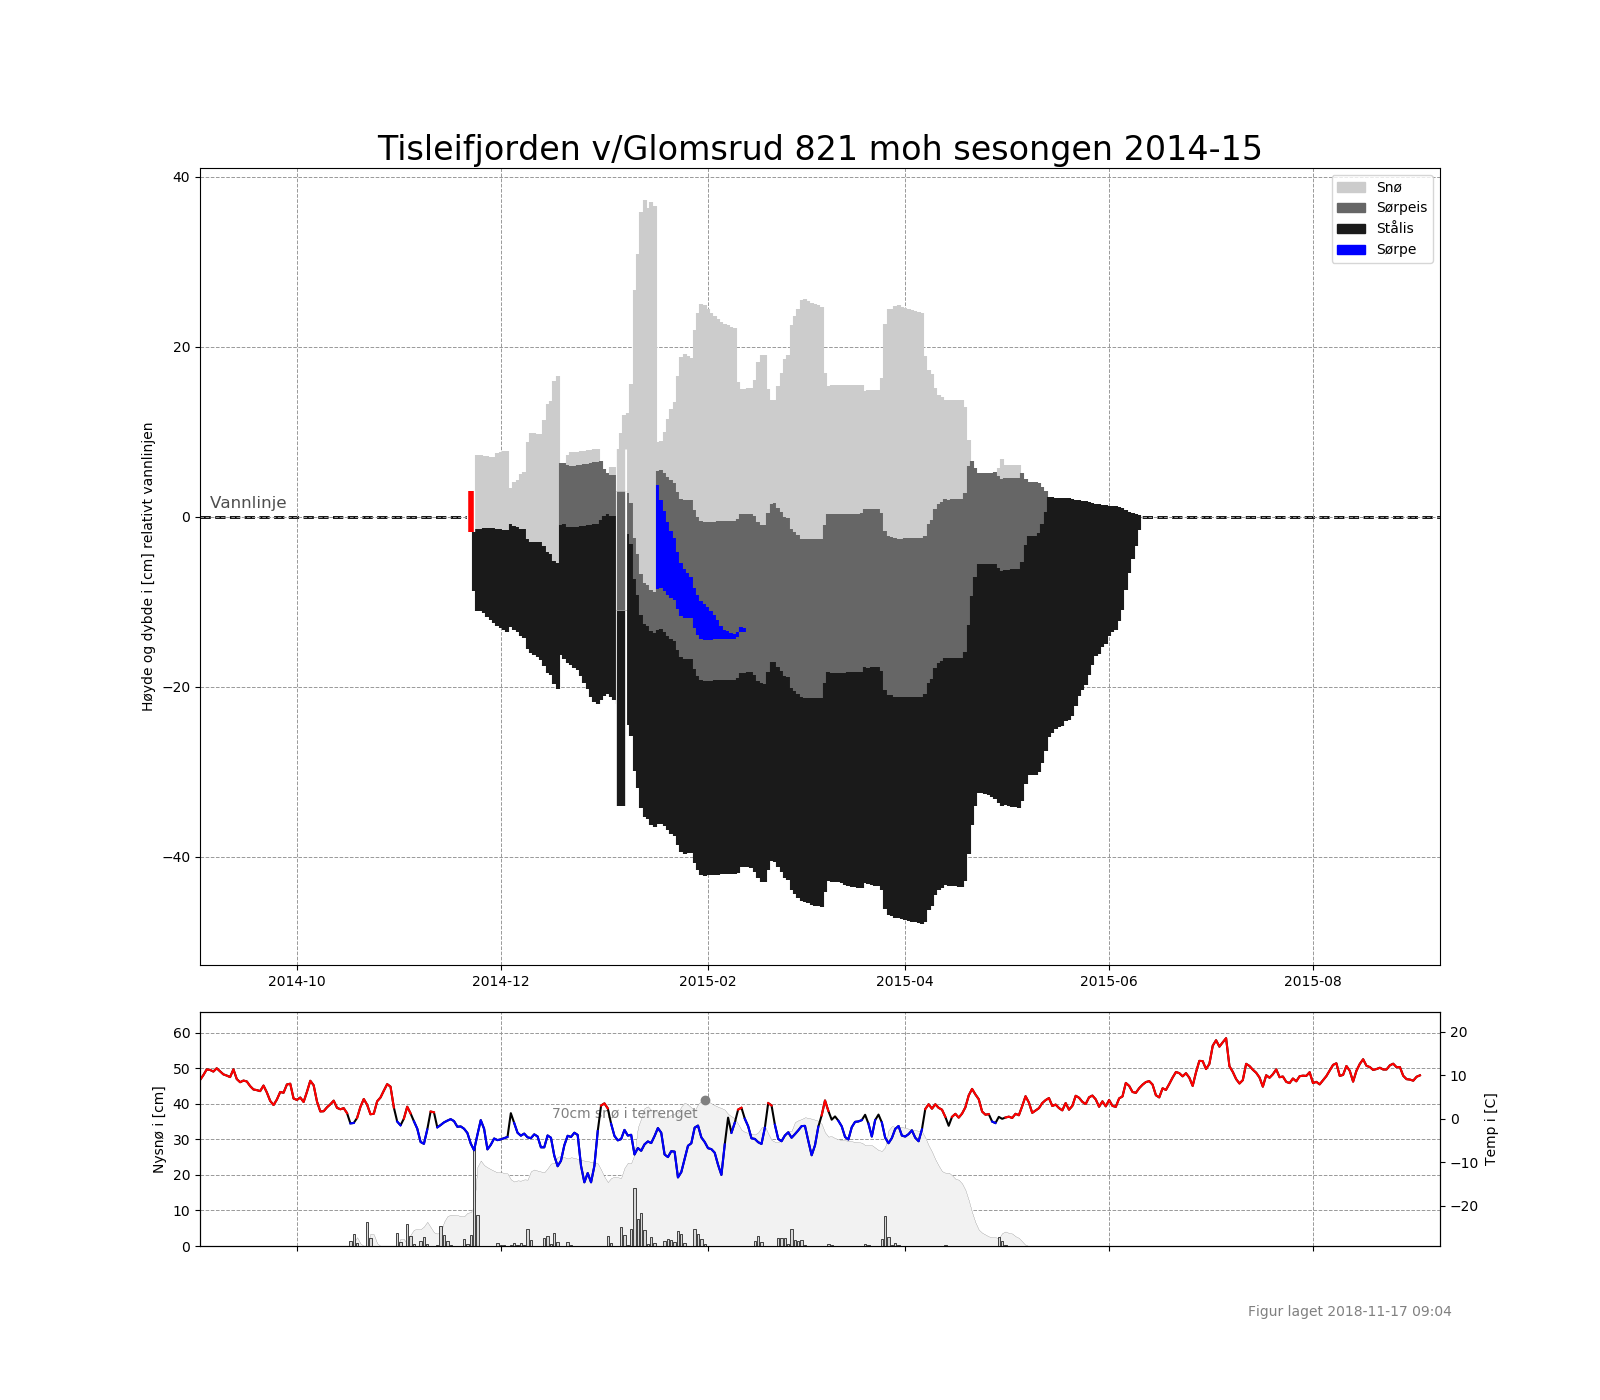 Tisleifjorden v/Glomsrud 821 moh sesongen 2014-15
Høyde og dybde i [cm] relativt vannlinjen
40
20
0
−20
−40
Vannlinje
Snø
Sørpeis
Stålis
Sørpe
2014-10
2014-12
2015-02
2015-04
2015-06
2015-08
Nysnø i [cm]
60
50
40
30
20
10
0
70cm snø i terrenget
20
10
0
−10
−20
Temp i [C]
Figur laget 2018-11-17 09:04